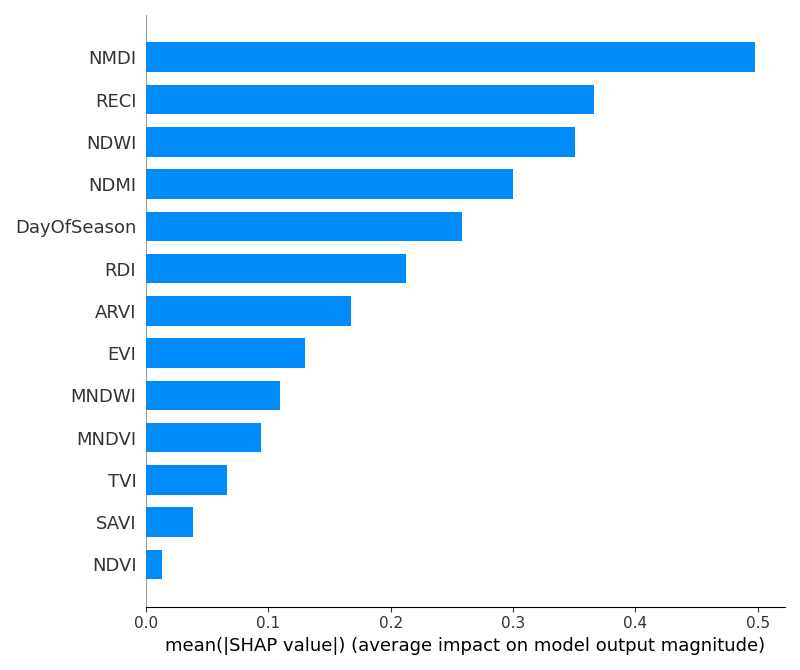 NMDI
RECI
NDWI
NDMI
DayOfSeason
RDI
ARVI
EVI
MNDWI
MNDVI
TVI
SAVI
NDVI
0.0 0.1 0.2 0.3 0.4 0.5
mean(|SHAP value|) (average impact on model output magnitude)